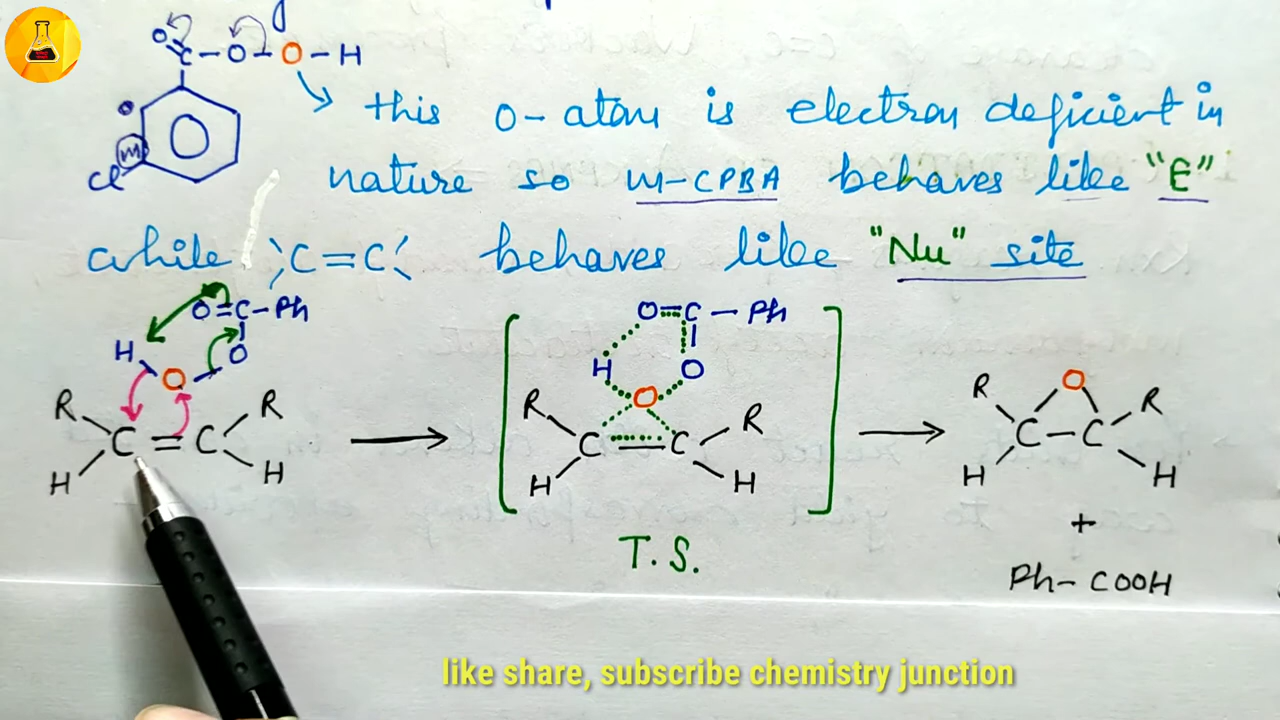 O=C-O-O-H
m
Cl
this O-atom is electron deficient in
nature so m-CPBA behaves like "E"
while C=C behaves like "Nu" site
O=C-Ph O=C-Ph
H O H O
R O R R O R R O R
C=C C=C C-C
H H H H H H
T.S. +
Ph-COOH
like share, subscribe chemistry junction